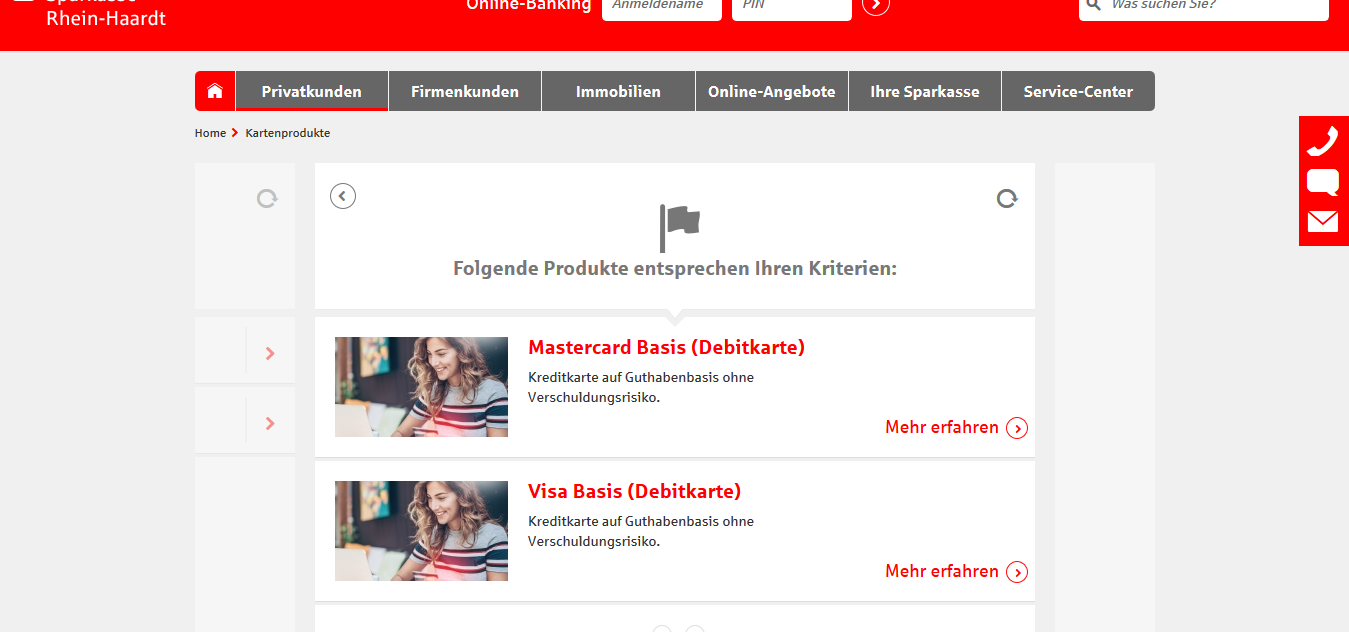 Sparkasse
Rhein-Haardt
Online-Banking
Anmeldename
PIN
Was suchen Sie?
Privatkunden
Firmenkunden
Immobilien
Online-Angebote
Ihre Sparkasse
Service-Center
Home
Kartenprodukte
Folgende Produkte entsprechen Ihren Kriterien:
Mastercard Basis (Debitkarte)
Kreditkarte auf Guthabenbasis ohne
Verschuldungsrisiko.
Mehr erfahren
Visa Basis (Debitkarte)
Kreditkarte auf Guthabenbasis ohne
Verschuldungsrisiko.
Mehr erfahren